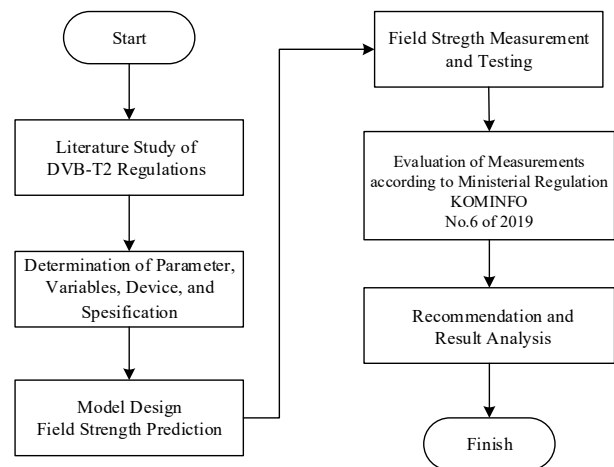 Start
Literature Study of
DVB-T2 Regulations
Determination of Parameter,
Variables, Device, and
Spesification
Model Design
Field Strength Prediction
Field Stregth Measurement
and Testing
Evaluation of Measurements
according to Ministerial Regulation
KOMINFO
No.6 of 2019
Recommendation and
Result Analysis
Finish